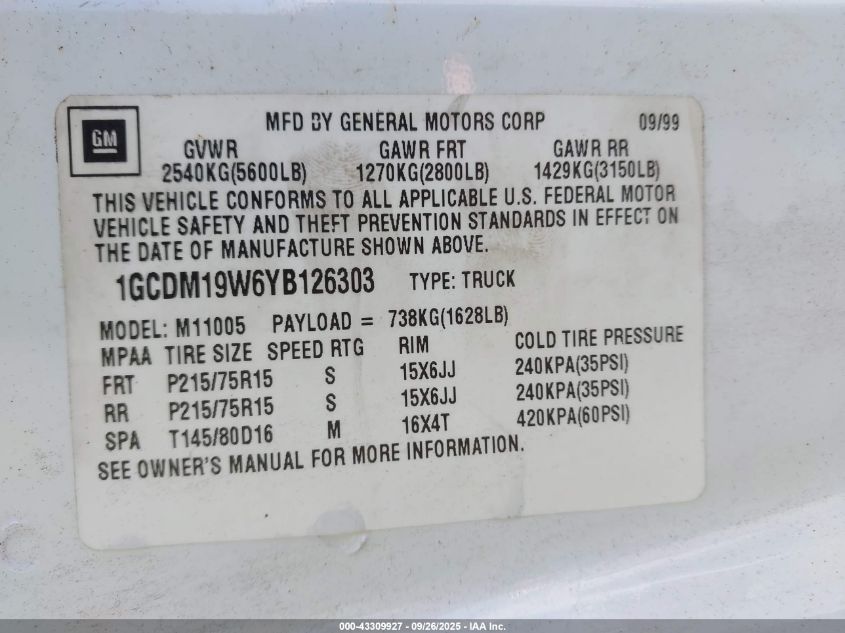 GM
MFD BY GENERAL MOTORS CORP 09/99
GVWR GAWR FRT GAWR RR
2540KG(5600LB) 1270KG(2800LB) 1429KG(3150LB)
THIS VEHICLE CONFORMS TO ALL APPLICABLE U.S. FEDERAL MOTOR
VEHICLE SAFETY AND THEFT PREVENTION STANDARDS IN EFFECT ON
THE DATE OF MANUFACTURE SHOWN ABOVE.
1GCDM19W6YB126303 TYPE: TRUCK
MODEL: M11005 PAYLOAD = 738KG(1628LB)
MPAA TIRE SIZE SPEED RTG RIM COLD TIRE PRESSURE
FRT P215/75R15 S 15X6JJ 240KPA(35PSI)
RR P215/75R15 S 15X6JJ 240KPA(35PSI)
SPA T145/80D16 M 16X4T 420KPA(60PSI)
SEE OWNER'S MANUAL FOR MORE INFORMATION.
000-43309927 - 09/26/2025 - IAA Inc.